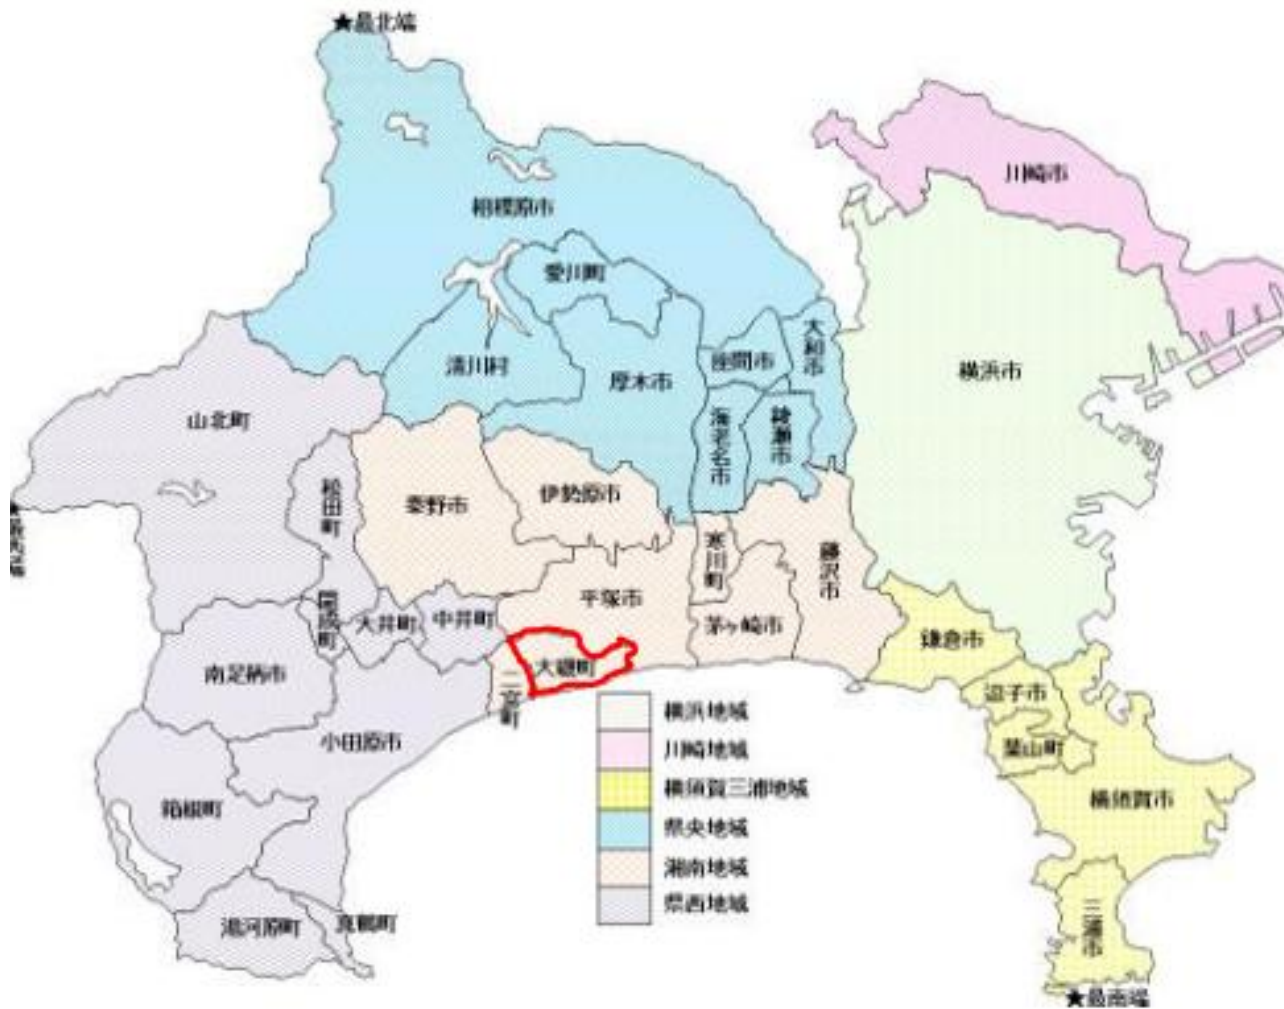 ★最北端
川崎市
相模原市
愛川町
大和市
座間市
清川村
厚木市
横浜市
山北町
海老名市
綾瀬市
松田町
秦野市
伊勢原市
寒川町
藤沢市
開成町
大井町
中井町
平塚市
茅ヶ崎市
鎌倉市
南足柄市
大磯町
二宮町
逗子市
小田原市
葉山町
箱根町
横須賀市
湯河原町
真鶴町
三浦市
★最南端
横浜地域
川崎地域
横須賀三浦地域
県央地域
湘南地域
県西地域